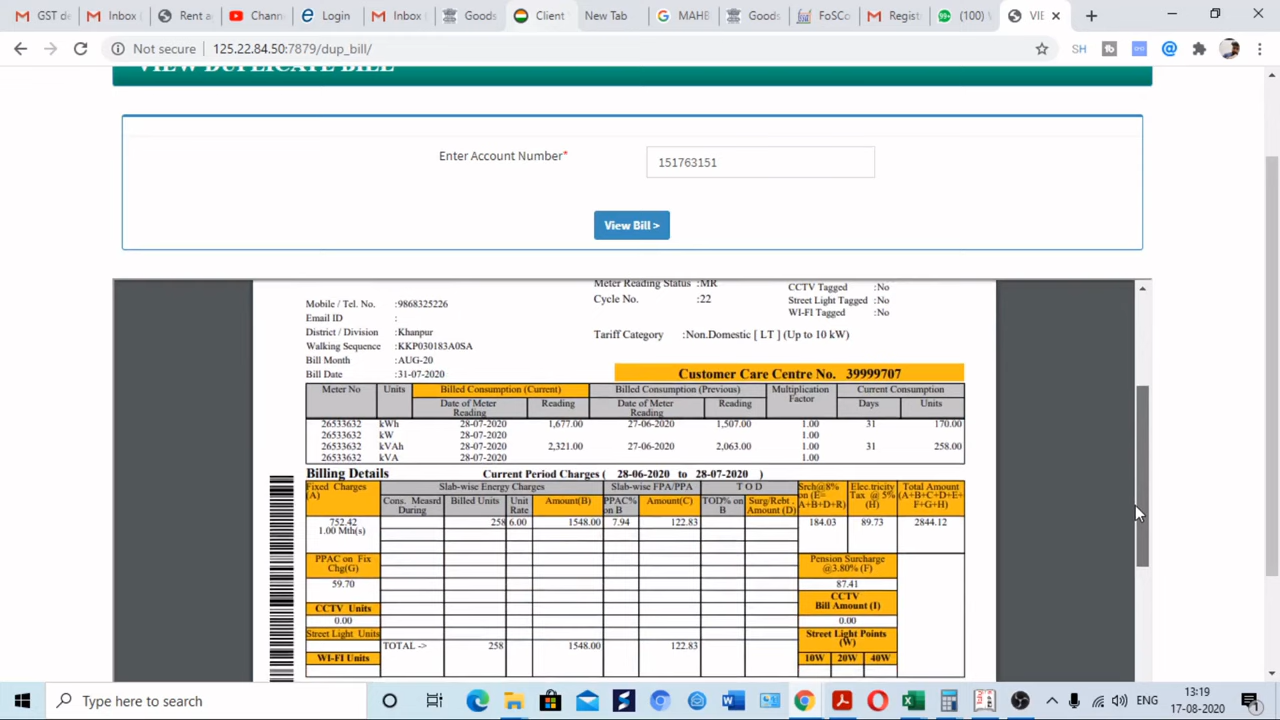 GST de
Inbox (
Rent a
Chann
Login
Inbox
Goods
Client
New Tab
MAHB
Goods
FoSCo
Regist
(100) W
VIE
Not secure
125.22.84.50:7879/dup_bill/
SH
VIEW DUPLICATE BILL
Enter Account Number*
151763151
View Bill >
Meter Reading Status :MR
CCTV Tagged :No
Mobile / Tel. No. :9868325226
Cycle No. :22
Street Light Tagged :No
Email ID :
WI-FI Tagged :No
District / Division :Khanpur
Tariff Category :Non.Domestic [ LT ] (Up to 10 kW)
Walking Sequence :KKP030183A0SA
Bill Month :AUG-20
Bill Date :31-07-2020
Customer Care Centre No. 39999707
Meter No Units Billed Consumption (Current) Billed Consumption (Previous) Multiplication Factor Current Consumption
Date of Meter Reading Reading Date of Meter Reading Reading Days Units
26533632 kWh 28-07-2020 1,677.00 27-06-2020 1,507.00 1.00 31 170.00
26533632 kW 28-07-2020 1.00
26533632 kVAh 28-07-2020 2,321.00 27-06-2020 2,063.00 1.00 31 258.00
26533632 kVA 28-07-2020 1.00
Billing Details Current Period Charges ( 28-06-2020 to 28-07-2020 )
Fixed Charges (A) Slab-wise Energy Charges Slab-wise FPA/PPA T O D Srch@8% on (E= A+B+C+D+R) Elec.tricity Tax @ 5% (H) Total Amount (A+B+C+D+E+ F+G+H)
Cons. Measrd During Billed Units Unit Rate Amount(B) PPAC% on B Amount(C) TOD% on B Surg/Rebt . Amount (D)
752.42 258 6.00 1548.00 7.94 122.83 184.03 89.73 2844.12
1.00 Mth(s)
PPAC on Fix Chg(G) Pension Surcharge @3.80% (F)
59.70 87.41
CCTV Units CCTV Bill Amount (I)
0.00 0.00
Street Light Units TOTAL -> 258 1548.00 122.83 Street Light Points (W)
WI-FI Units 10W 20W 40W
Type here to search
ENG
13:19
17-08-2020
1